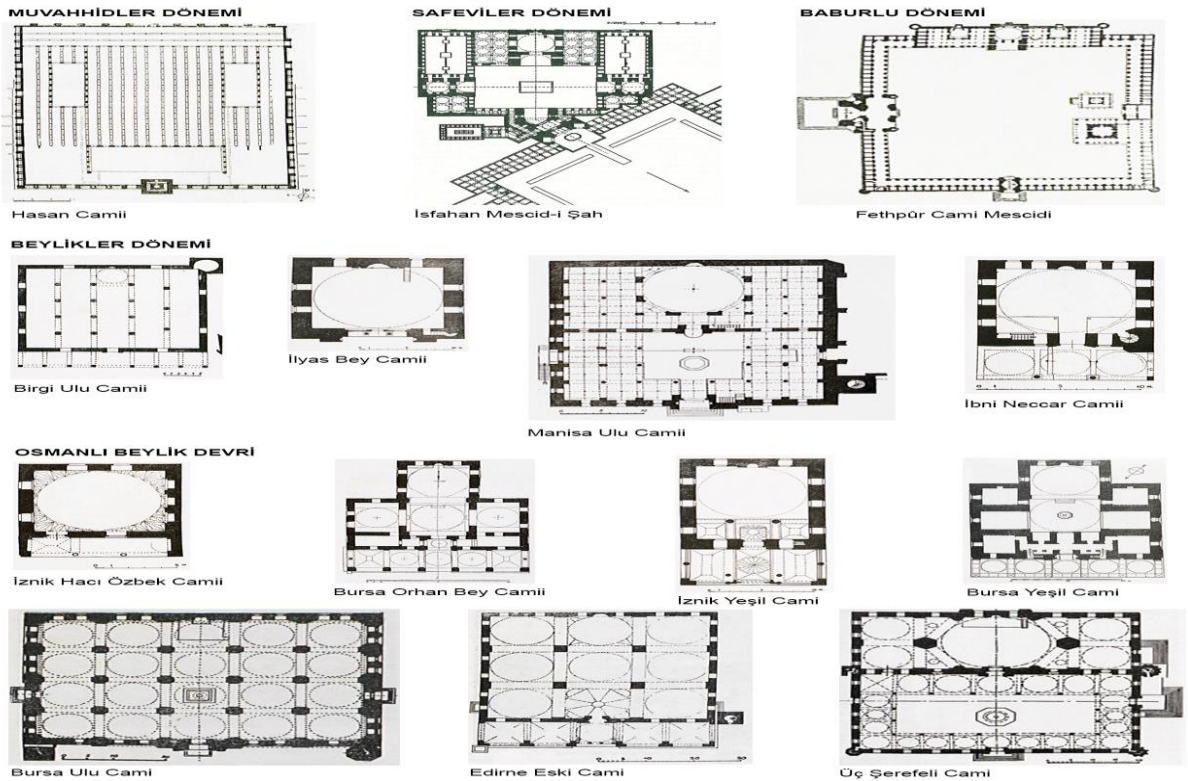 MUVAHHİDLER DÖNEMİ
SAFEVİLER DÖNEMİ
BABURLU DÖNEMİ
Hasan Camii
İsfahan Mescid-i Şah
Fethpûr Cami Mescidi
BEYLİKLER DÖNEMİ
Birgi Ulu Camii
İlyas Bey Camii
Manisa Ulu Camii
İbni Neccar Camii
OSMANLI BEYLİK DEVRİ
İznik Hacı Özbek Camii
Bursa Orhan Bey Camii
İznik Yeşil Cami
Bursa Yeşil Cami
Bursa Ulu Cami
Edirne Eski Cami
Üç Şerefeli Cami